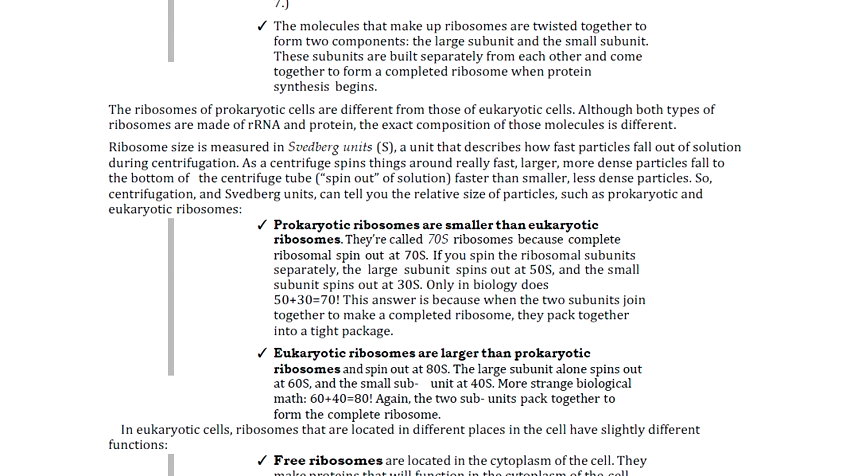 7.)
✓ The molecules that make up ribosomes are twisted together to
form two components: the large subunit and the small subunit.
These subunits are built separately from each other and come
together to form a completed ribosome when protein
synthesis begins.
The ribosomes of prokaryotic cells are different from those of eukaryotic cells. Although both types of
ribosomes are made of rRNA and protein, the exact composition of those molecules is different.
Ribosome size is measured in Svedberg units (S), a unit that describes how fast particles fall out of solution
during centrifugation. As a centrifuge spins things around really fast, larger, more dense particles fall to
the bottom of the centrifuge tube (“spin out” of solution) faster than smaller, less dense particles. So,
centrifugation, and Svedberg units, can tell you the relative size of particles, such as prokaryotic and
eukaryotic ribosomes:
✓ Prokaryotic ribosomes are smaller than eukaryotic
ribosomes. They’re called 70S ribosomes because complete
ribosomal spin out at 70S. If you spin the ribosomal subunits
separately, the large subunit spins out at 50S, and the small
subunit spins out at 30S. Only in biology does
50+30=70! This answer is because when the two subunits join
together to make a completed ribosome, they pack together
into a tight package.
✓ Eukaryotic ribosomes are larger than prokaryotic
ribosomes and spin out at 80S. The large subunit alone spins out
at 60S, and the small sub- unit at 40S. More strange biological
math: 60+40=80! Again, the two sub- units pack together to
form the complete ribosome.
In eukaryotic cells, ribosomes that are located in different places in the cell have slightly different
functions:
✓ Free ribosomes are located in the cytoplasm of the cell. They
make proteins that will function in the cytoplasm of the cell.